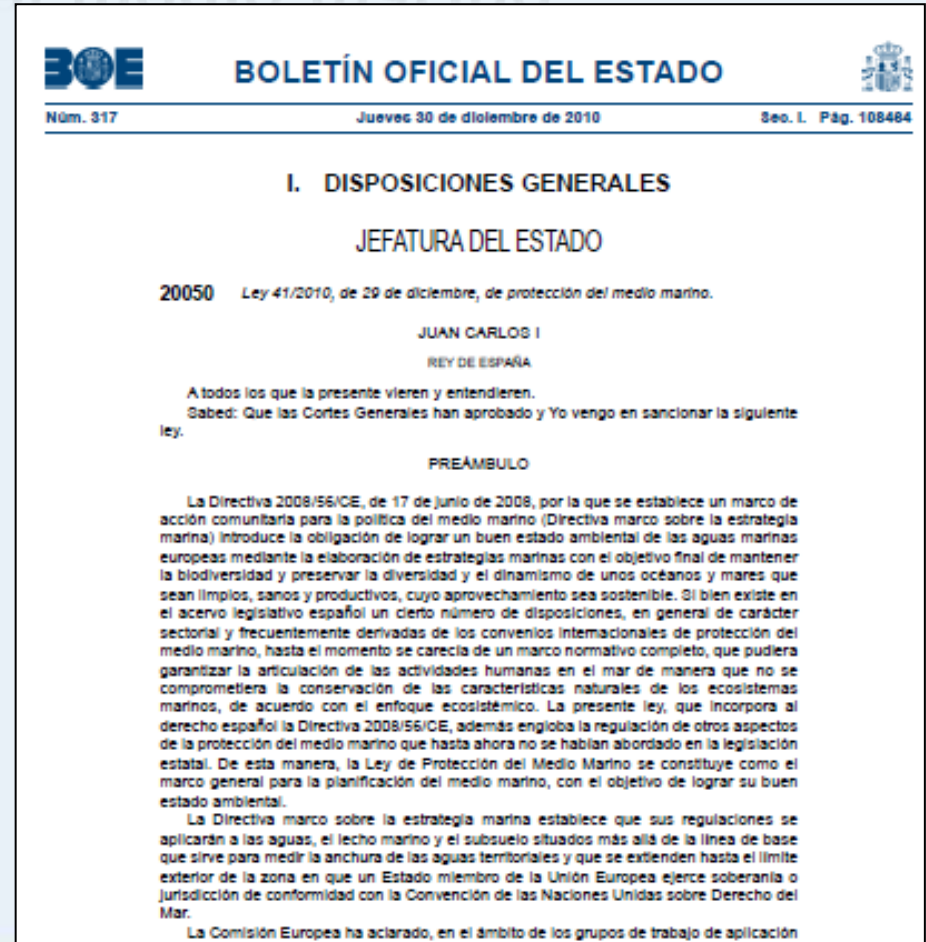 BOE
BOLETÍN OFICIAL DEL ESTADO
Núm. 317 Jueves 30 de diciembre de 2010 Sec. I. Pág. 108464
I. DISPOSICIONES GENERALES
JEFATURA DEL ESTADO
20050 Ley 41/2010, de 29 de diciembre, de protección del medio marino.
JUAN CARLOS I
REY DE ESPAÑA
A todos los que la presente vieren y entendieren.
Sabed: Que las Cortes Generales han aprobado y Yo vengo en sancionar la siguiente
ley.
PREÁMBULO
La Directiva 2008/56/CE, de 17 de junio de 2008, por la que se establece un marco de
acción comunitaria para la política del medio marino (Directiva marco sobre la estrategia
marina) introduce la obligación de lograr un buen estado ambiental de las aguas marinas
europeas mediante la elaboración de estrategias marinas con el objetivo final de mantener
la biodiversidad y preservar la diversidad y el dinamismo de unos océanos y mares que
sean limpios, sanos y productivos, cuyo aprovechamiento sea sostenible. Si bien existe en
el acervo legislativo español un cierto número de disposiciones, en general de carácter
sectorial y frecuentemente derivadas de los convenios internacionales de protección del
medio marino, hasta el momento se carecía de un marco normativo completo, que pudiera
garantizar la articulación de las actividades humanas en el mar de manera que no se
comprometiera la conservación de las características naturales de los ecosistemas
marinos, de acuerdo con el enfoque ecosistémico. La presente ley, que incorpora al
derecho español la Directiva 2008/56/CE, además engloba la regulación de otros aspectos
de la protección del medio marino que hasta ahora no se habían abordado en la legislación
estatal. De esta manera, la Ley de Protección del Medio Marino se constituye como el
marco general para la planificación del medio marino, con el objetivo de lograr su buen
estado ambiental.
La Directiva marco sobre la estrategia marina establece que sus regulaciones se
aplicarán a las aguas, el lecho marino y el subsuelo situados más allá de la línea de base
que sirve para medir la anchura de las aguas territoriales y que se extienden hasta el límite
exterior de la zona en que un Estado miembro de la Unión Europea ejerce soberanía o
jurisdicción de conformidad con la Convención de las Naciones Unidas sobre Derecho del
Mar.
La Comisión Europea ha aclarado, en el ámbito de los grupos de trabajo de aplicación